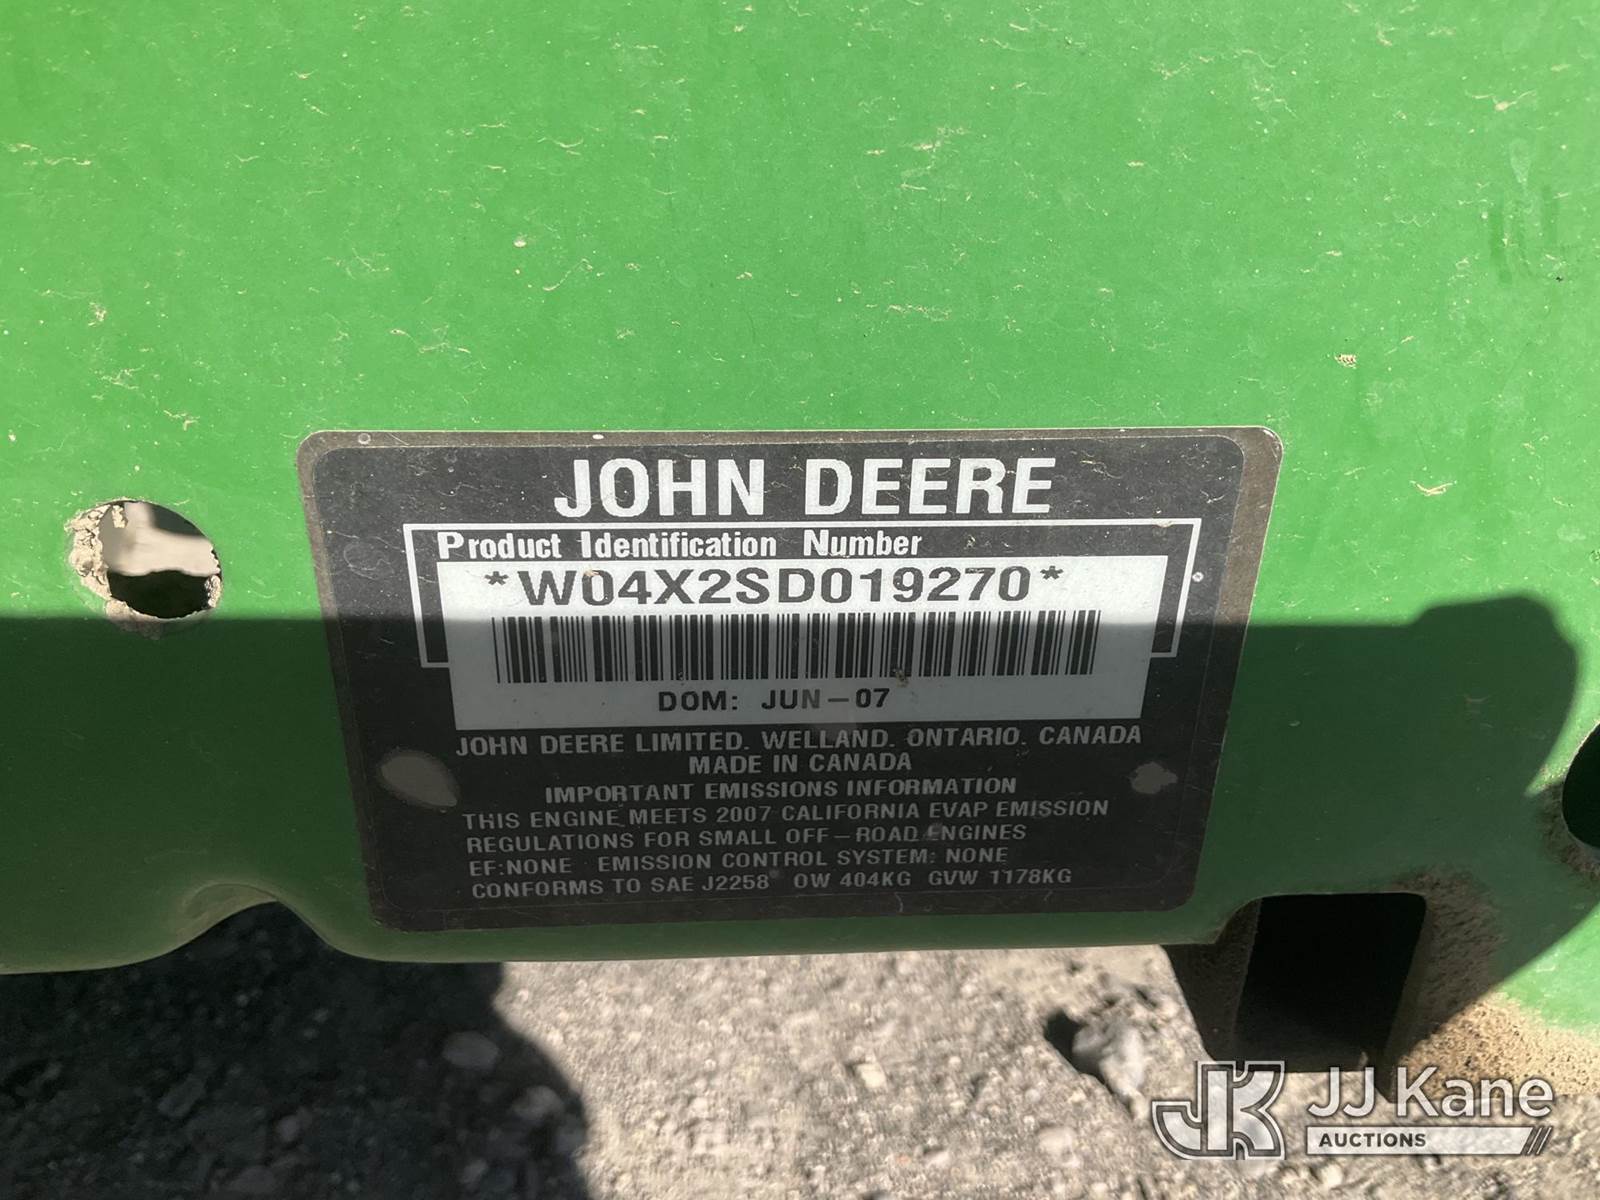 JOHN DEERE
Product Identification Number
*W04X2SD019270*
DOM: JUN-07
JOHN DEERE LIMITED. WELLAND. ONTARIO. CANADA
MADE IN CANADA
IMPORTANT EMISSIONS INFORMATION
THIS ENGINE MEETS 2007 CALIFORNIA EVAP EMISSION
REGULATIONS FOR SMALL OFF-ROAD ENGINES
EF:NONE EMISSION CONTROL SYSTEM: NONE
CONFORMS TO SAE J2258 OW 404KG GVW 1178KG
JK JJ Kane
AUCTIONS